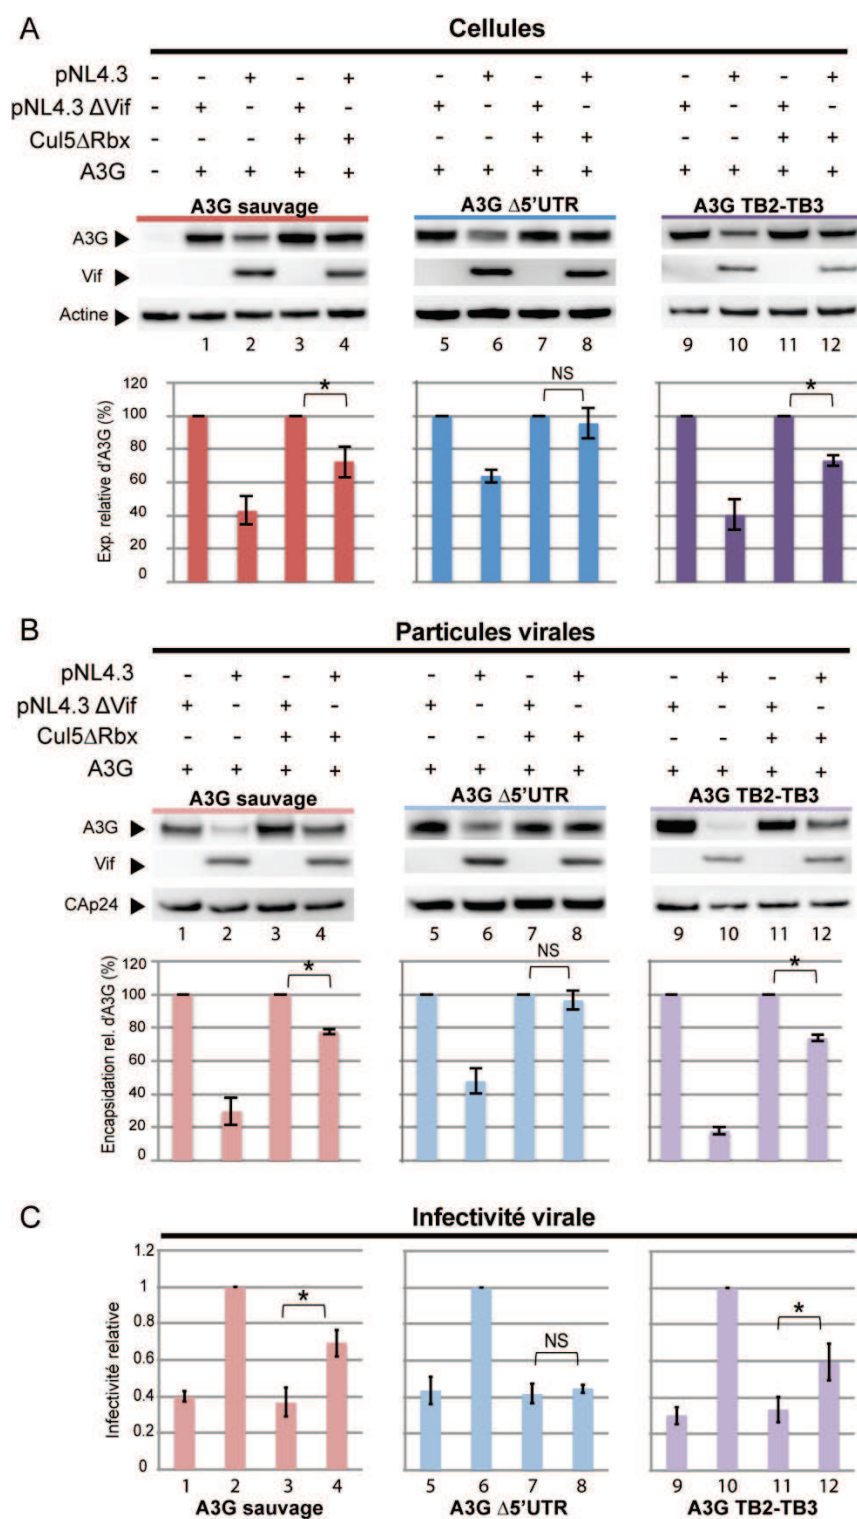 A
Cellules
pNL4.3 - - + - + - + - + - + - +
pNL4.3 ΔVif - + - + - + - + - + - + -
Cul5ΔRbx - - - + + - - + + - - + +
A3G - + + + + + + + + + + + +
A3G sauvage A3G Δ5'UTR A3G TB2-TB3
A3G
Vif
Actine
1 2 3 4 5 6 7 8 9 10 11 12
Exp. relative d'A3G (%)
120
100
80
60
40
20
0
* NS *
B
Particules virales
pNL4.3 - + - + - + - + - + - +
pNL4.3 ΔVif + - + - + - + - + - + -
Cul5ΔRbx - - + + - - + + - - + +
A3G + + + + + + + + + + + +
A3G sauvage A3G Δ5'UTR A3G TB2-TB3
A3G
Vif
CAp24
1 2 3 4 5 6 7 8 9 10 11 12
Encapsidation rel. d'A3G (%)
120
100
80
60
40
20
0
* NS *
C
Infectivité virale
Infectivité relative
1.2
1
0.8
0.6
0.4
0.2
0
* NS *
1 2 3 4 5 6 7 8 9 10 11 12
A3G sauvage A3G Δ5'UTR A3G TB2-TB3